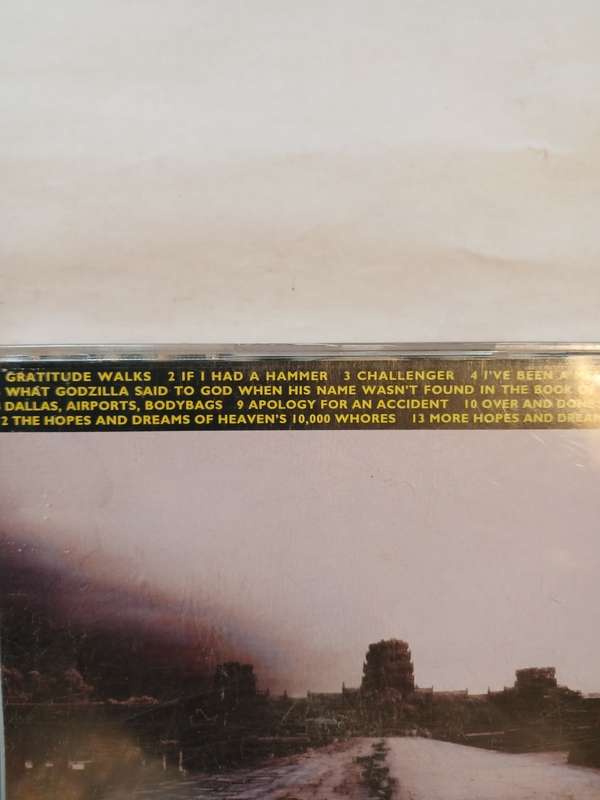 GRATITUDE WALKS 2 IF I HAD A HAMMER 3 CHALLENGER 4 I'VE BEEN A
WHAT GODZILLA SAID TO GOD WHEN HIS NAME WASN'T FOUND IN THE BOOK OF
DALLAS, AIRPORTS, BODYBAGS 9 APOLOGY FOR AN ACCIDENT 10 OVER AND DONE
2 THE HOPES AND DREAMS OF HEAVEN'S 10,000 WHORES 13 MORE HOPES AND DREAM